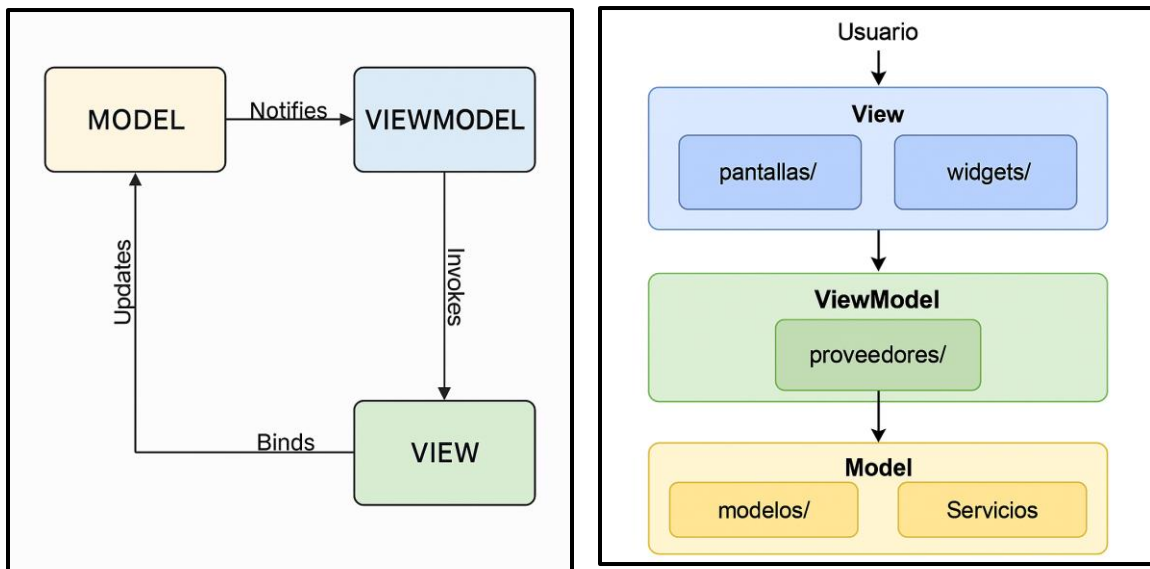 MODEL
Notifies
VIEWMODEL
Updates
Invokes
Binds
VIEW
Usuario
View
pantallas/
widgets/
ViewModel
proveedores/
Model
modelos/
Servicios